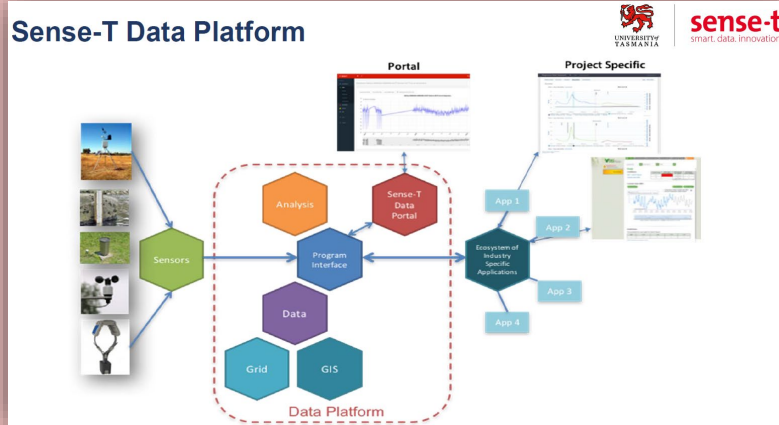 Sense-T Data Platform
UNIVERSITY of
TASMANIA
sense-t
smart. data. innovation
Portal
Project Specific
Analysis
Sense-T
Data
Portal
App 1
App 2
Sensors
Program
Interface
Ecosystem of
Industry
Specific
Applications
App 3
Data
App 4
Grid
GIS
Data Platform